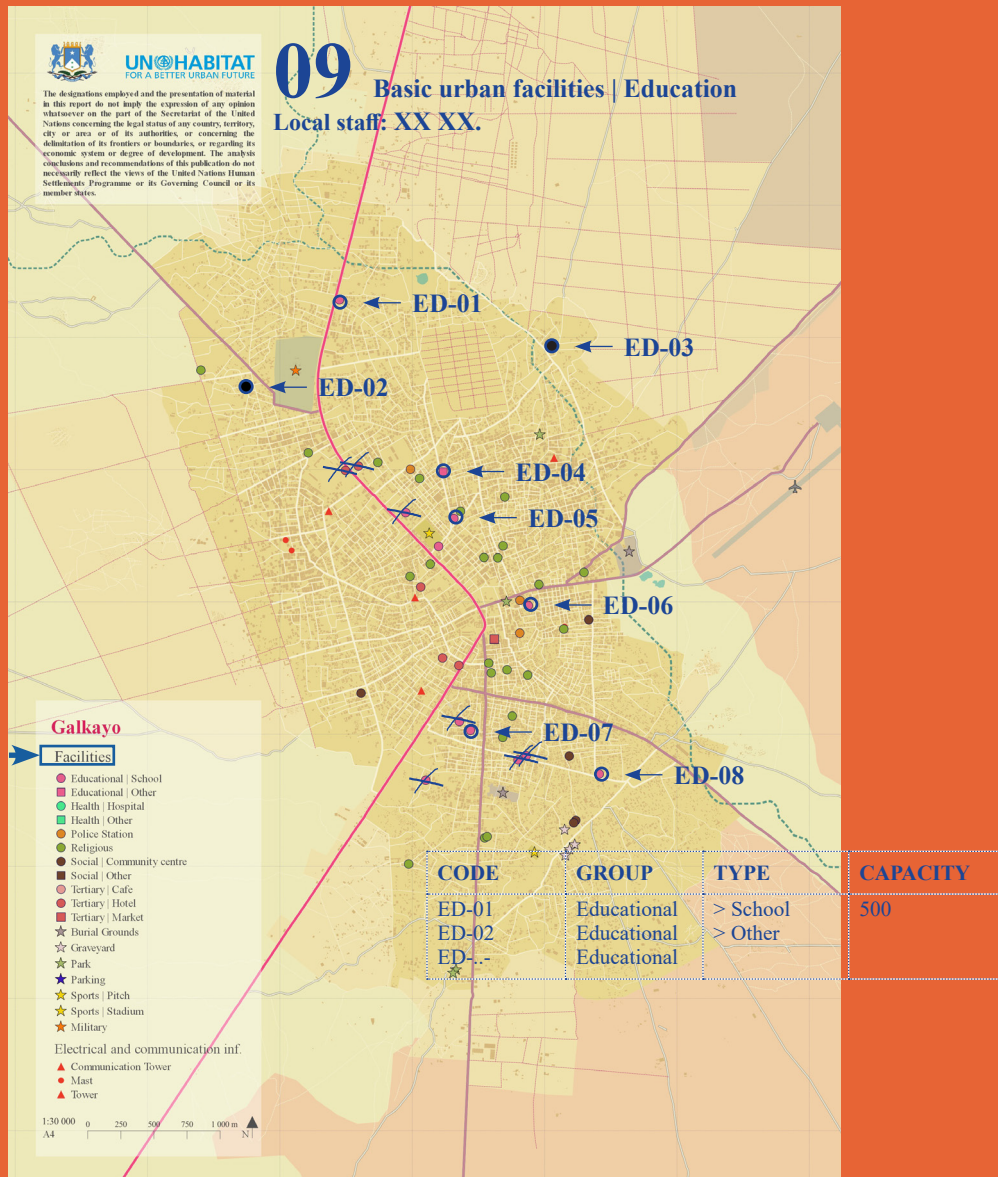 UN HABITAT
FOR A BETTER URBAN FUTURE
The designations employed and the presentation of material
in this report do not imply the expression of any opinion
whatsoever on the part of the Secretariat of the United
Nations concerning the legal status of any country, territory,
city or area or of its authorities, or concerning the
delimitation of its frontiers or boundaries, or regarding its
economic system or degree of development. The analysis
conclusions and recommendations of this publication do not
necessarily reflect the views of the United Nations Human
Settlements Programme or its Governing Council or its
member states.
09 Basic urban facilities | Education
Local staff: XX XX.
ED-01
ED-03
ED-02
ED-04
ED-05
ED-06
ED-07
ED-08
Galkayo
Facilities
Educational | School
Educational | Other
Health | Hospital
Health | Other
Police Station
Religious
Social | Community centre
Social | Other
Tertiary | Cafe
Tertiary | Hotel
Tertiary | Market
Burial Grounds
Graveyard
Park
Parking
Sports | Pitch
Sports | Stadium
Military
Electrical and communication inf.
Communication Tower
Mast
Tower
1:30 000 0 250 500 750 1 000 m
A4 N
CODE GROUP TYPE CAPACITY
ED-01 Educational > School 500
ED-02 Educational > Other
ED-..- Educational